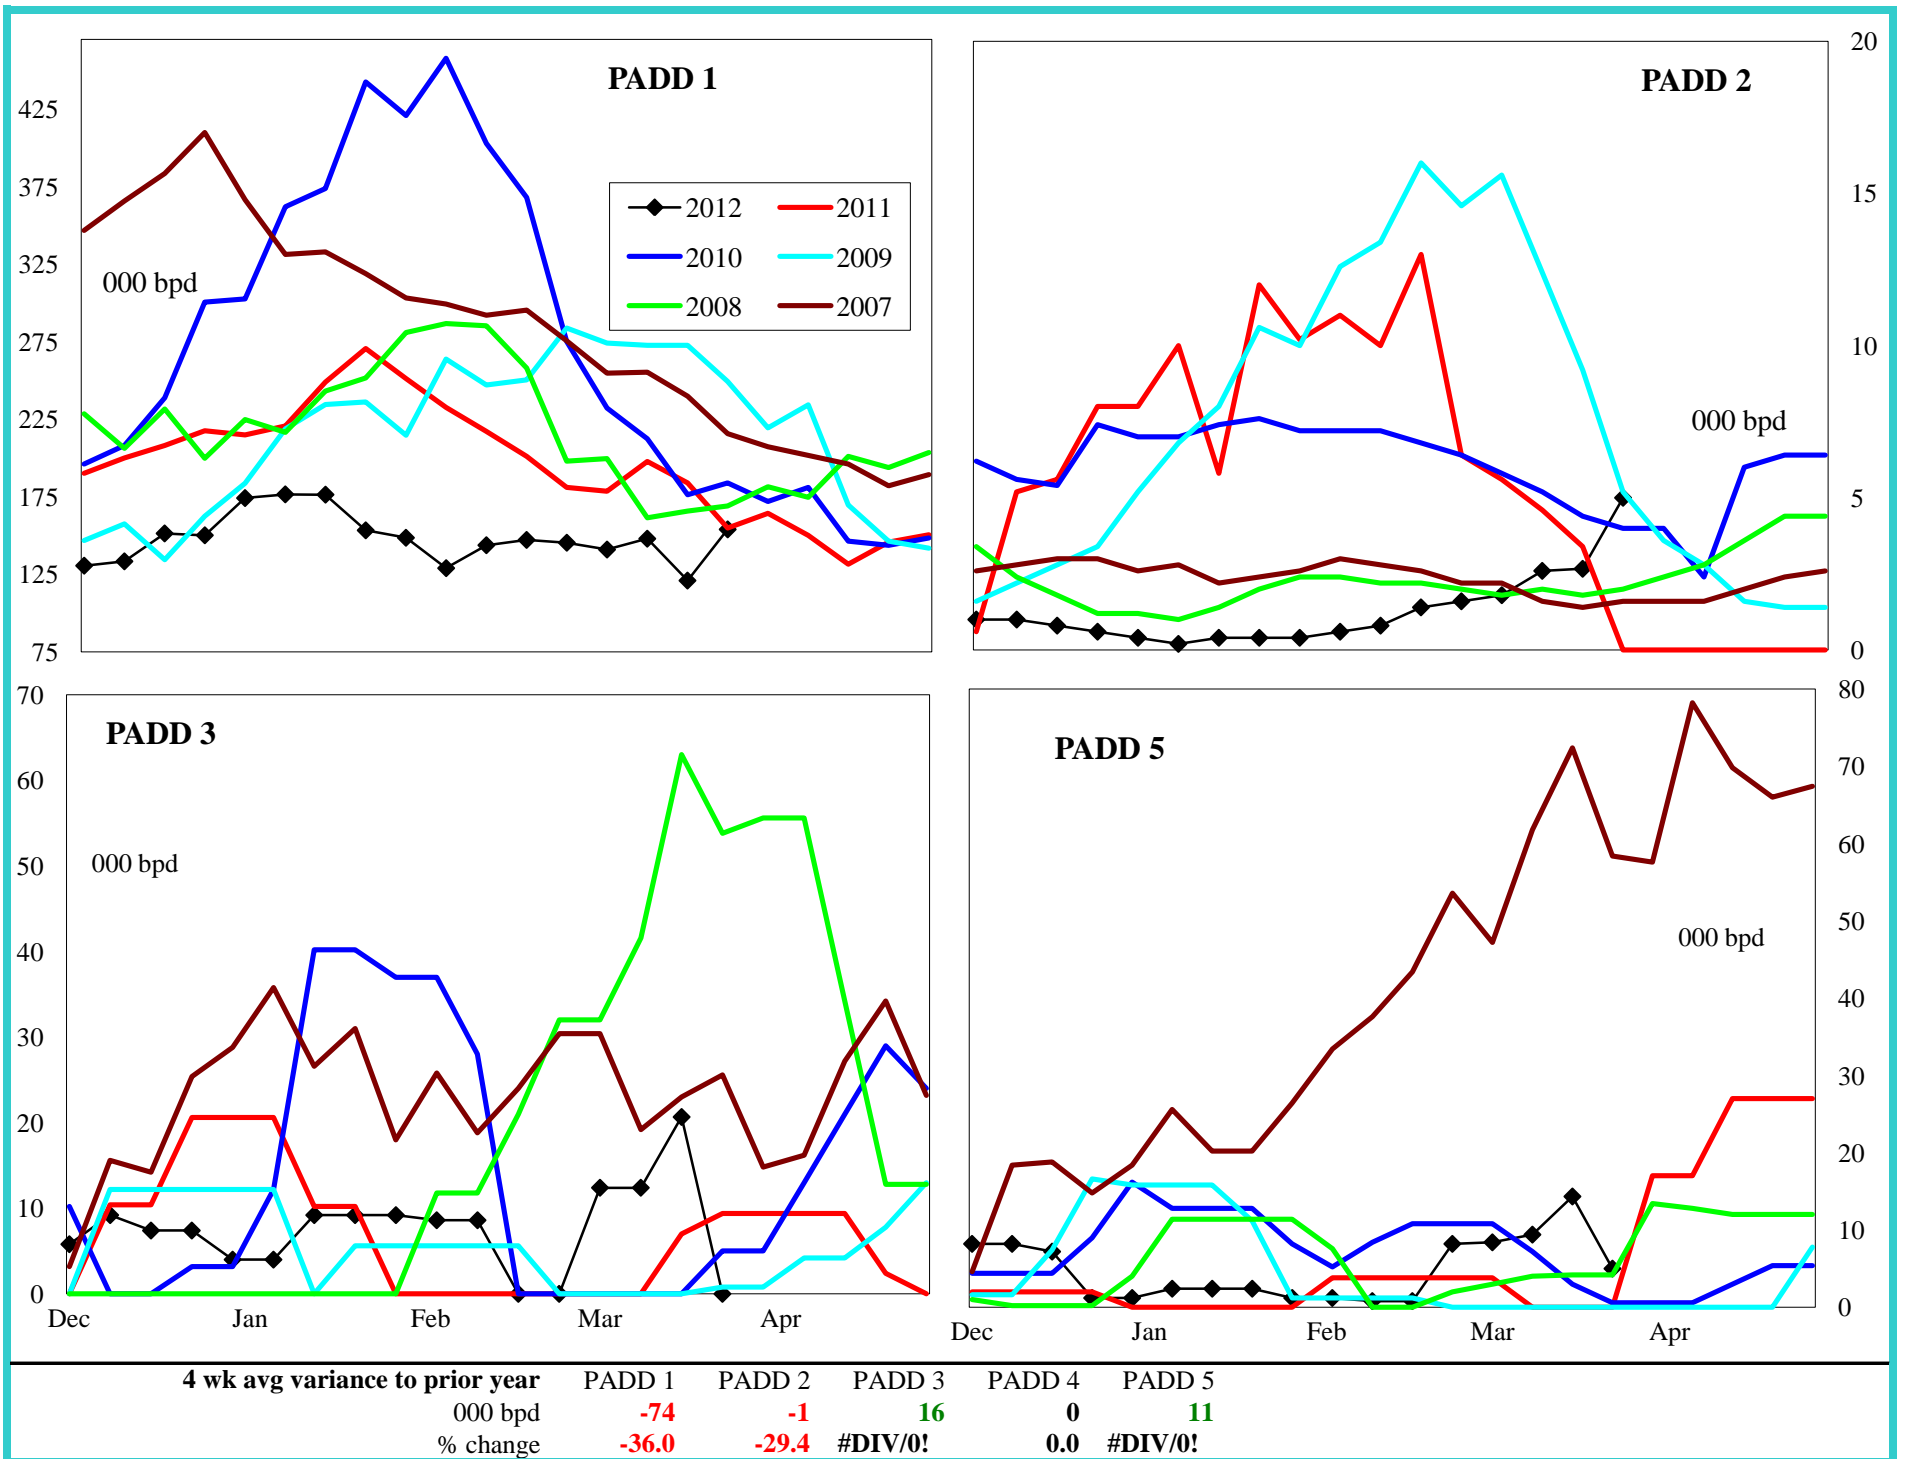 PADD 1
425
375
325
275
225
175
125
75
000 bpd
2012
2011
2010
2009
2008
2007
PADD 2
20
15
10
5
0
000 bpd
PADD 3
70
60
50
40
30
20
10
0
000 bpd
Dec Jan Feb Mar Apr
PADD 5
80
70
60
50
40
30
20
10
0
000 bpd
Dec Jan Feb Mar Apr
4 wk avg variance to prior year PADD 1 PADD 2 PADD 3 PADD 4 PADD 5
000 bpd -74 -1 16 0 11
% change -36.0 -29.4 #DIV/0! 0.0 #DIV/0!